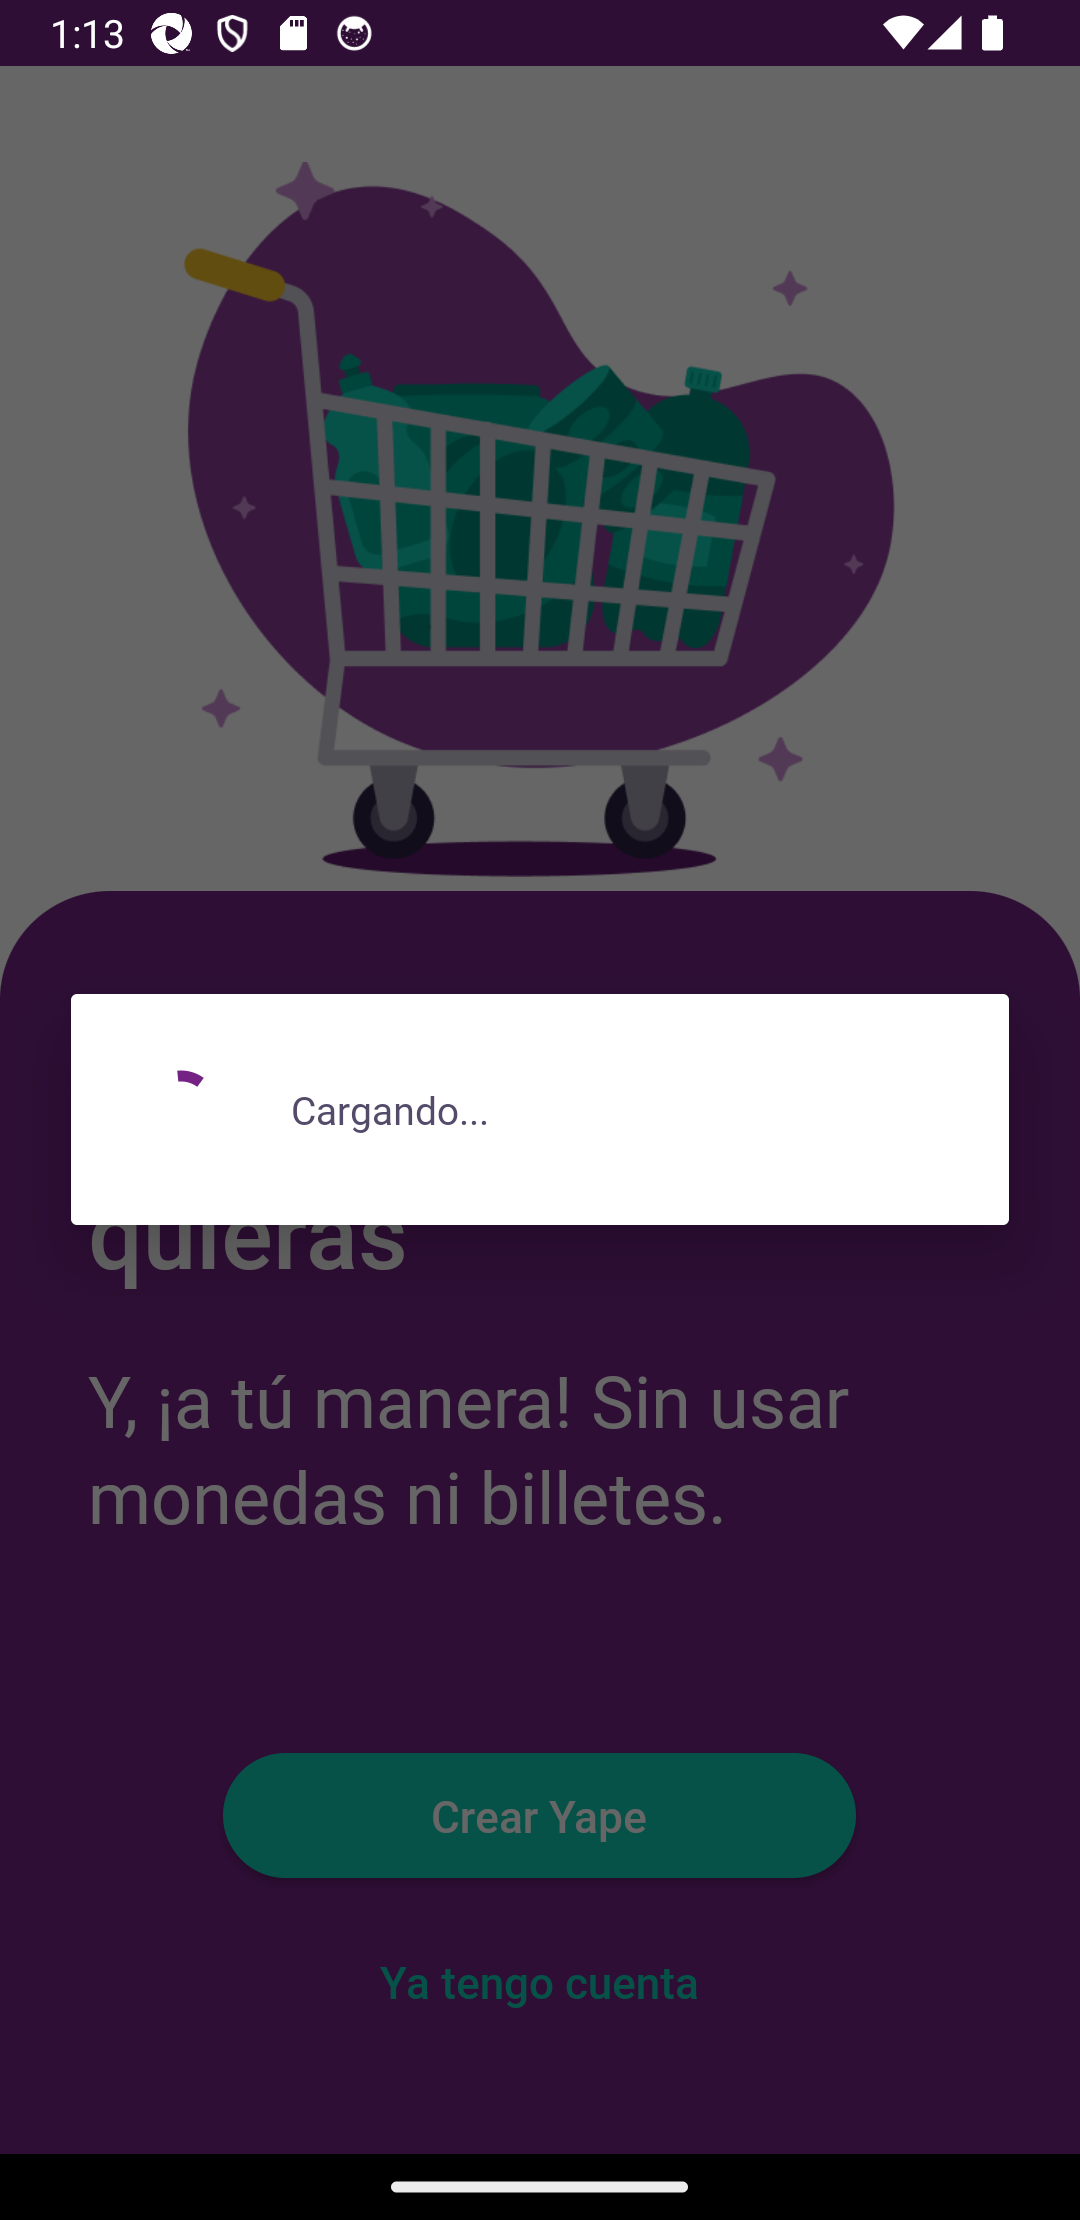 1:13
Cargando...
quieras
Y, ¡a tú manera! Sin usar
monedas ni billetes.
Crear Yape
Ya tengo cuenta